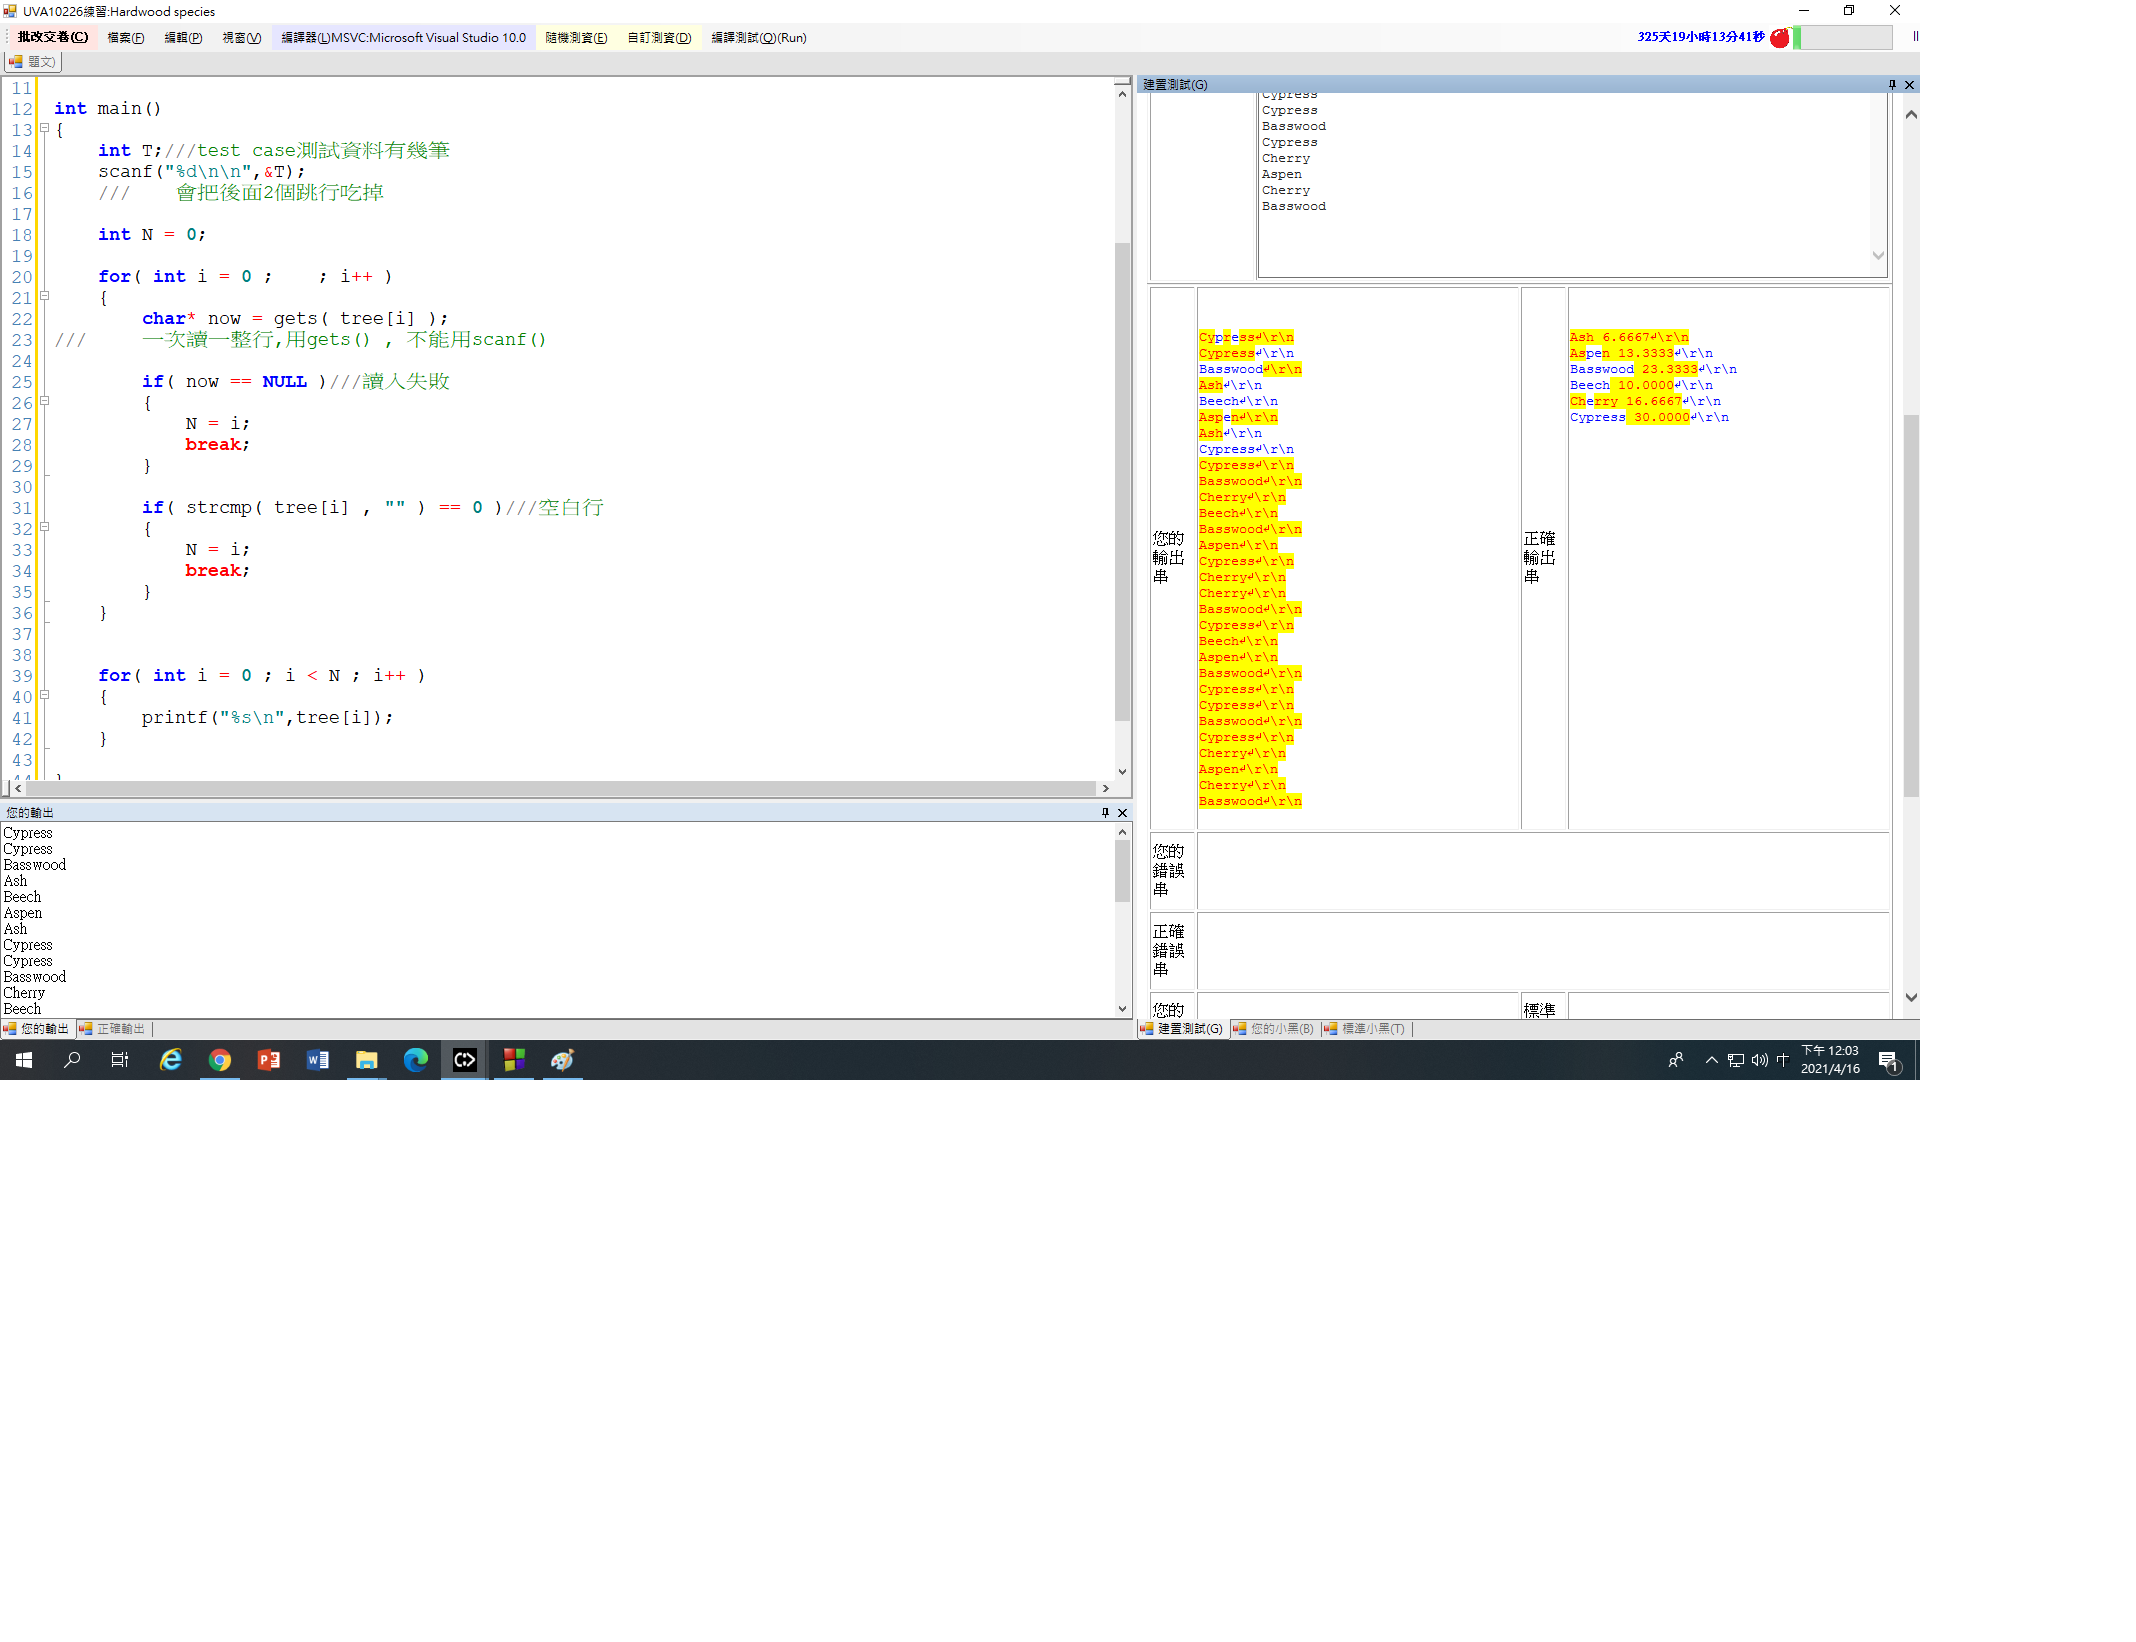 UVA10226練習:Hardwood species
批改交卷(C) 檔案(F) 編輯(P) 視窗(V) 編譯器(L)MSVC:Microsoft Visual Studio 10.0 隨機測資(E) 自訂測資(D) 編譯測試(Q)(Run) 325天19小時13分41秒
題文)
11
12 int main()
13 {
14 int T;///test case測試資料有幾筆
15 scanf("%d\n\n",&T);
16 /// 會把後面2個跳行吃掉
17
18 int N = 0;
19
20 for( int i = 0 ; ; i++ )
21 {
22 char* now = gets( tree[i] );
23 /// 一次讀一整行,用gets() , 不能用scanf()
24
25 if( now == NULL )///讀入失敗
26 {
27 N = i;
28 break;
29 }
30
31 if( strcmp( tree[i] , "" ) == 0 )///空白行
32 {
33 N = i;
34 break;
35 }
36 }
37
38
39 for( int i = 0 ; i < N ; i++ )
40 {
41 printf("%s\n",tree[i]);
42 }
43
44 }
您的輸出
Cypress
Cypress
Basswood
Ash
Beech
Aspen
Ash
Cypress
Cypress
Basswood
Cherry
Beech
您的輸出 正確輸出
建置測試(G)
Cypress
Cypress
Basswood
Cypress
Cherry
Aspen
Cherry
Basswood
您的
輸出
串
Cypress↲\r\n
Cypress↲\r\n
Basswood↲\r\n
Ash↲\r\n
Beech↲\r\n
Aspen↲\r\n
Ash↲\r\n
Cypress↲\r\n
Cypress↲\r\n
Basswood↲\r\n
Cherry↲\r\n
Beech↲\r\n
Basswood↲\r\n
Aspen↲\r\n
Cypress↲\r\n
Cherry↲\r\n
Cherry↲\r\n
Basswood↲\r\n
Cypress↲\r\n
Beech↲\r\n
Aspen↲\r\n
Basswood↲\r\n
Cypress↲\r\n
Cypress↲\r\n
Basswood↲\r\n
Cypress↲\r\n
Cherry↲\r\n
Aspen↲\r\n
Cherry↲\r\n
Basswood↲\r\n
正確
輸出
串
Ash 6.6667↲\r\n
Aspen 13.3333↲\r\n
Basswood 23.3333↲\r\n
Beech 10.0000↲\r\n
Cherry 16.6667↲\r\n
Cypress 30.0000↲\r\n
您的
錯誤
串
正確
錯誤
串
您的
標準
建置測試(G) 您的小黑(B) 標準小黑(T)
中 下午 12:03
2021/4/16
1